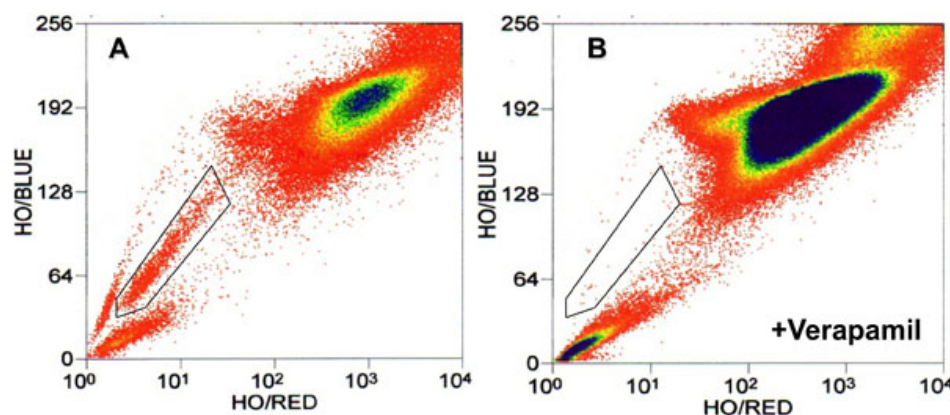 A
HO/BLUE
256
192
128
64
0
10⁰ 10¹ 10² 10³ 10⁴
HO/RED
B
+Verapamil
HO/BLUE
256
192
128
64
0
10⁰ 10¹ 10² 10³ 10⁴
HO/RED